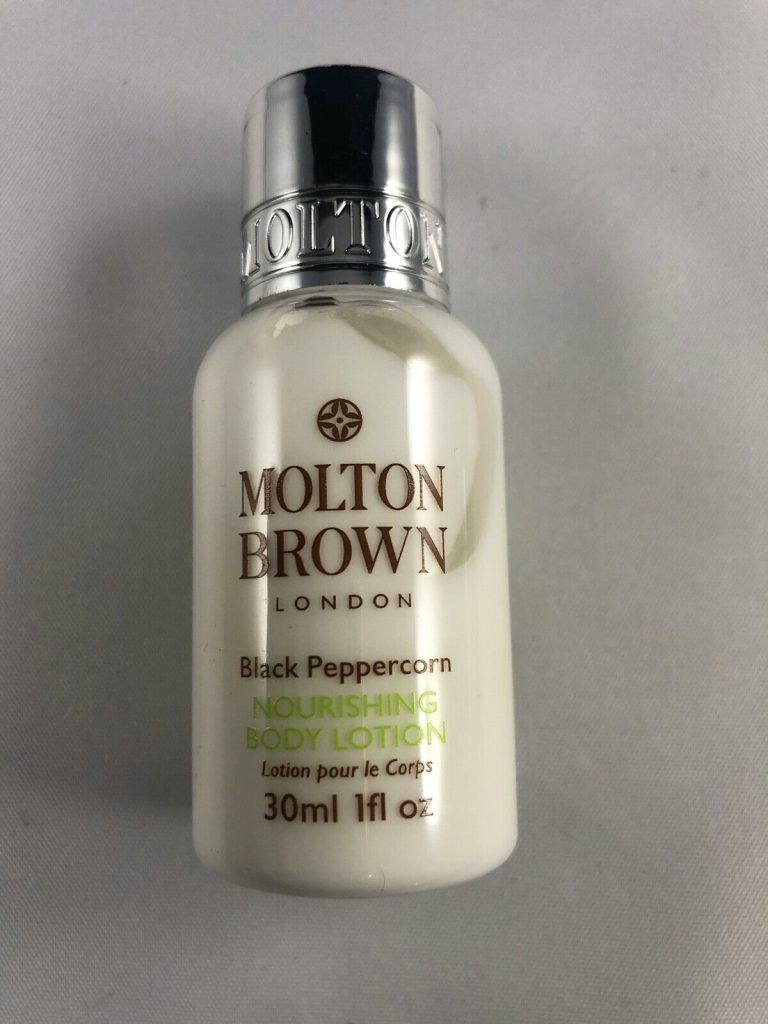 MOLTON
MOLTON
BROWN
LONDON
Black Peppercorn
NOURISHING
BODY LOTION
Lotion pour le Corps
30ml 1fl oz